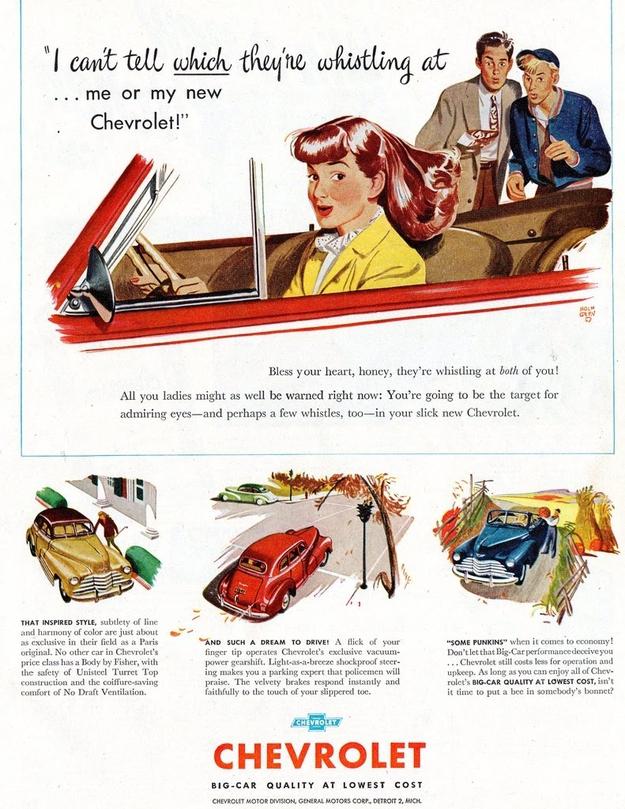 "I can't tell which they're whistling at
...me or my new
Chevrolet!"
HOLM
GREN
47
Bless your heart, honey, they're whistling at both of you!
All you ladies might as well be warned right now: You're going to be the target for
admiring eyes—and perhaps a few whistles, too—in your slick new Chevrolet.
THAT INSPIRED STYLE, subtlety of line
and harmony of color are just about
as exclusive in their field as a Paris
original. No other car in Chevrolet's
price class has a Body by Fisher, with
the safety of Unisteel Turret Top
construction and the coiffure-saving
comfort of No Draft Ventilation.
AND SUCH A DREAM TO DRIVE! A flick of your
finger tip operates Chevrolet's exclusive vacuum-
power gearshift. Light-as-a-breeze shockproof steer-
ing makes you a parking expert that policemen will
praise. The velvety brakes respond instantly and
faithfully to the touch of your slippered toe.
"SOME PUNKINS" when it comes to economy!
Don't let that Big-Car performance deceive you
...Chevrolet still costs less for operation and
upkeep. As long as you can enjoy all of Chev-
rolet's BIG-CAR QUALITY AT LOWEST COST, isn't
it time to put a bee in somebody's bonnet?
CHEVROLET
CHEVROLET
BIG-CAR QUALITY AT LOWEST COST
CHEVROLET MOTOR DIVISION, GENERAL MOTORS CORP., DETROIT 2, MICH.